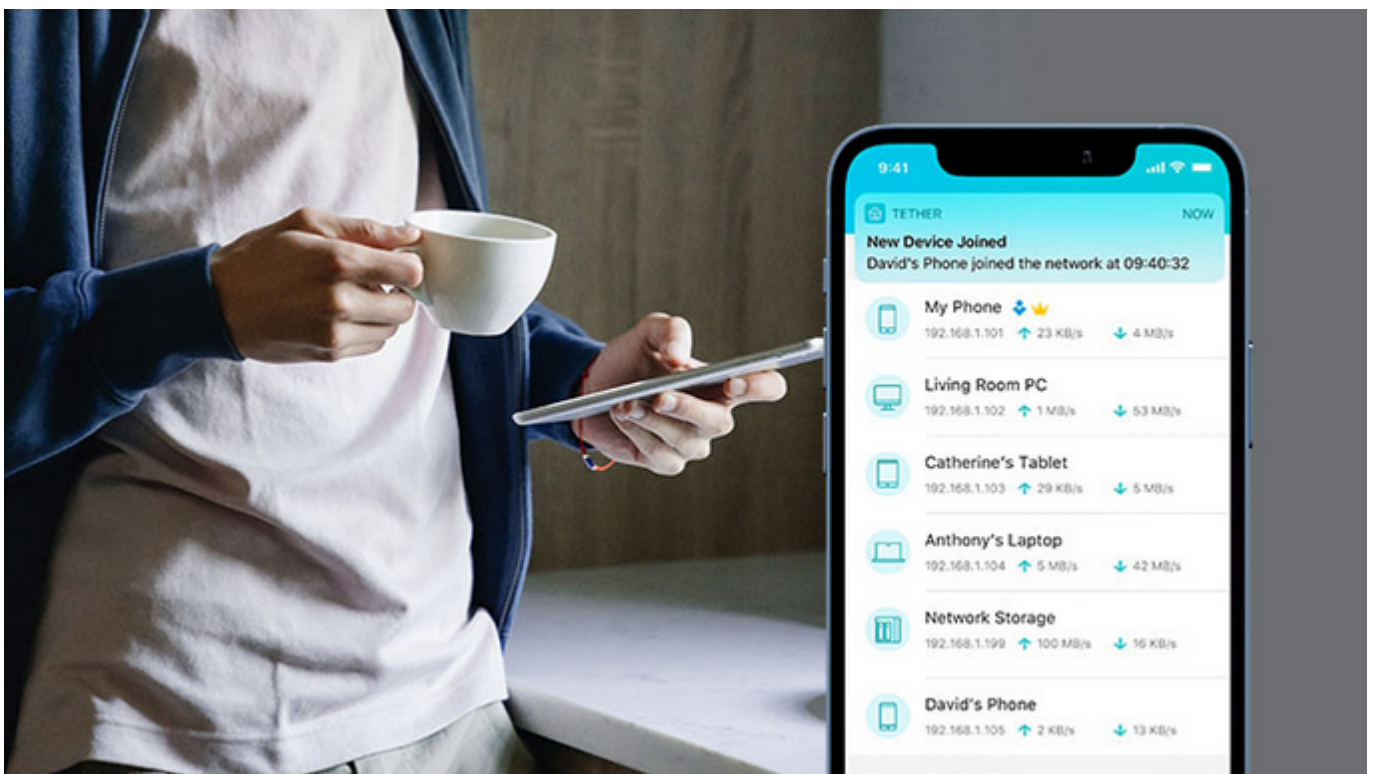 9:41
TETHER NOW
New Device Joined
David's Phone joined the network at 09:40:32
My Phone
192.168.1.101 ↑ 23 KB/s ↓ 4 MB/s
Living Room PC
192.168.1.102 ↑ 1 MB/s ↓ 53 MB/s
Catherine's Tablet
192.168.1.103 ↑ 29 KB/s ↓ 5 MB/s
Anthony's Laptop
192.168.1.104 ↑ 5 MB/s ↓ 42 MB/s
Network Storage
192.168.1.199 ↑ 100 MB/s ↓ 16 KB/s
David's Phone
192.168.1.105 ↑ 2 KB/s ↓ 13 KB/s